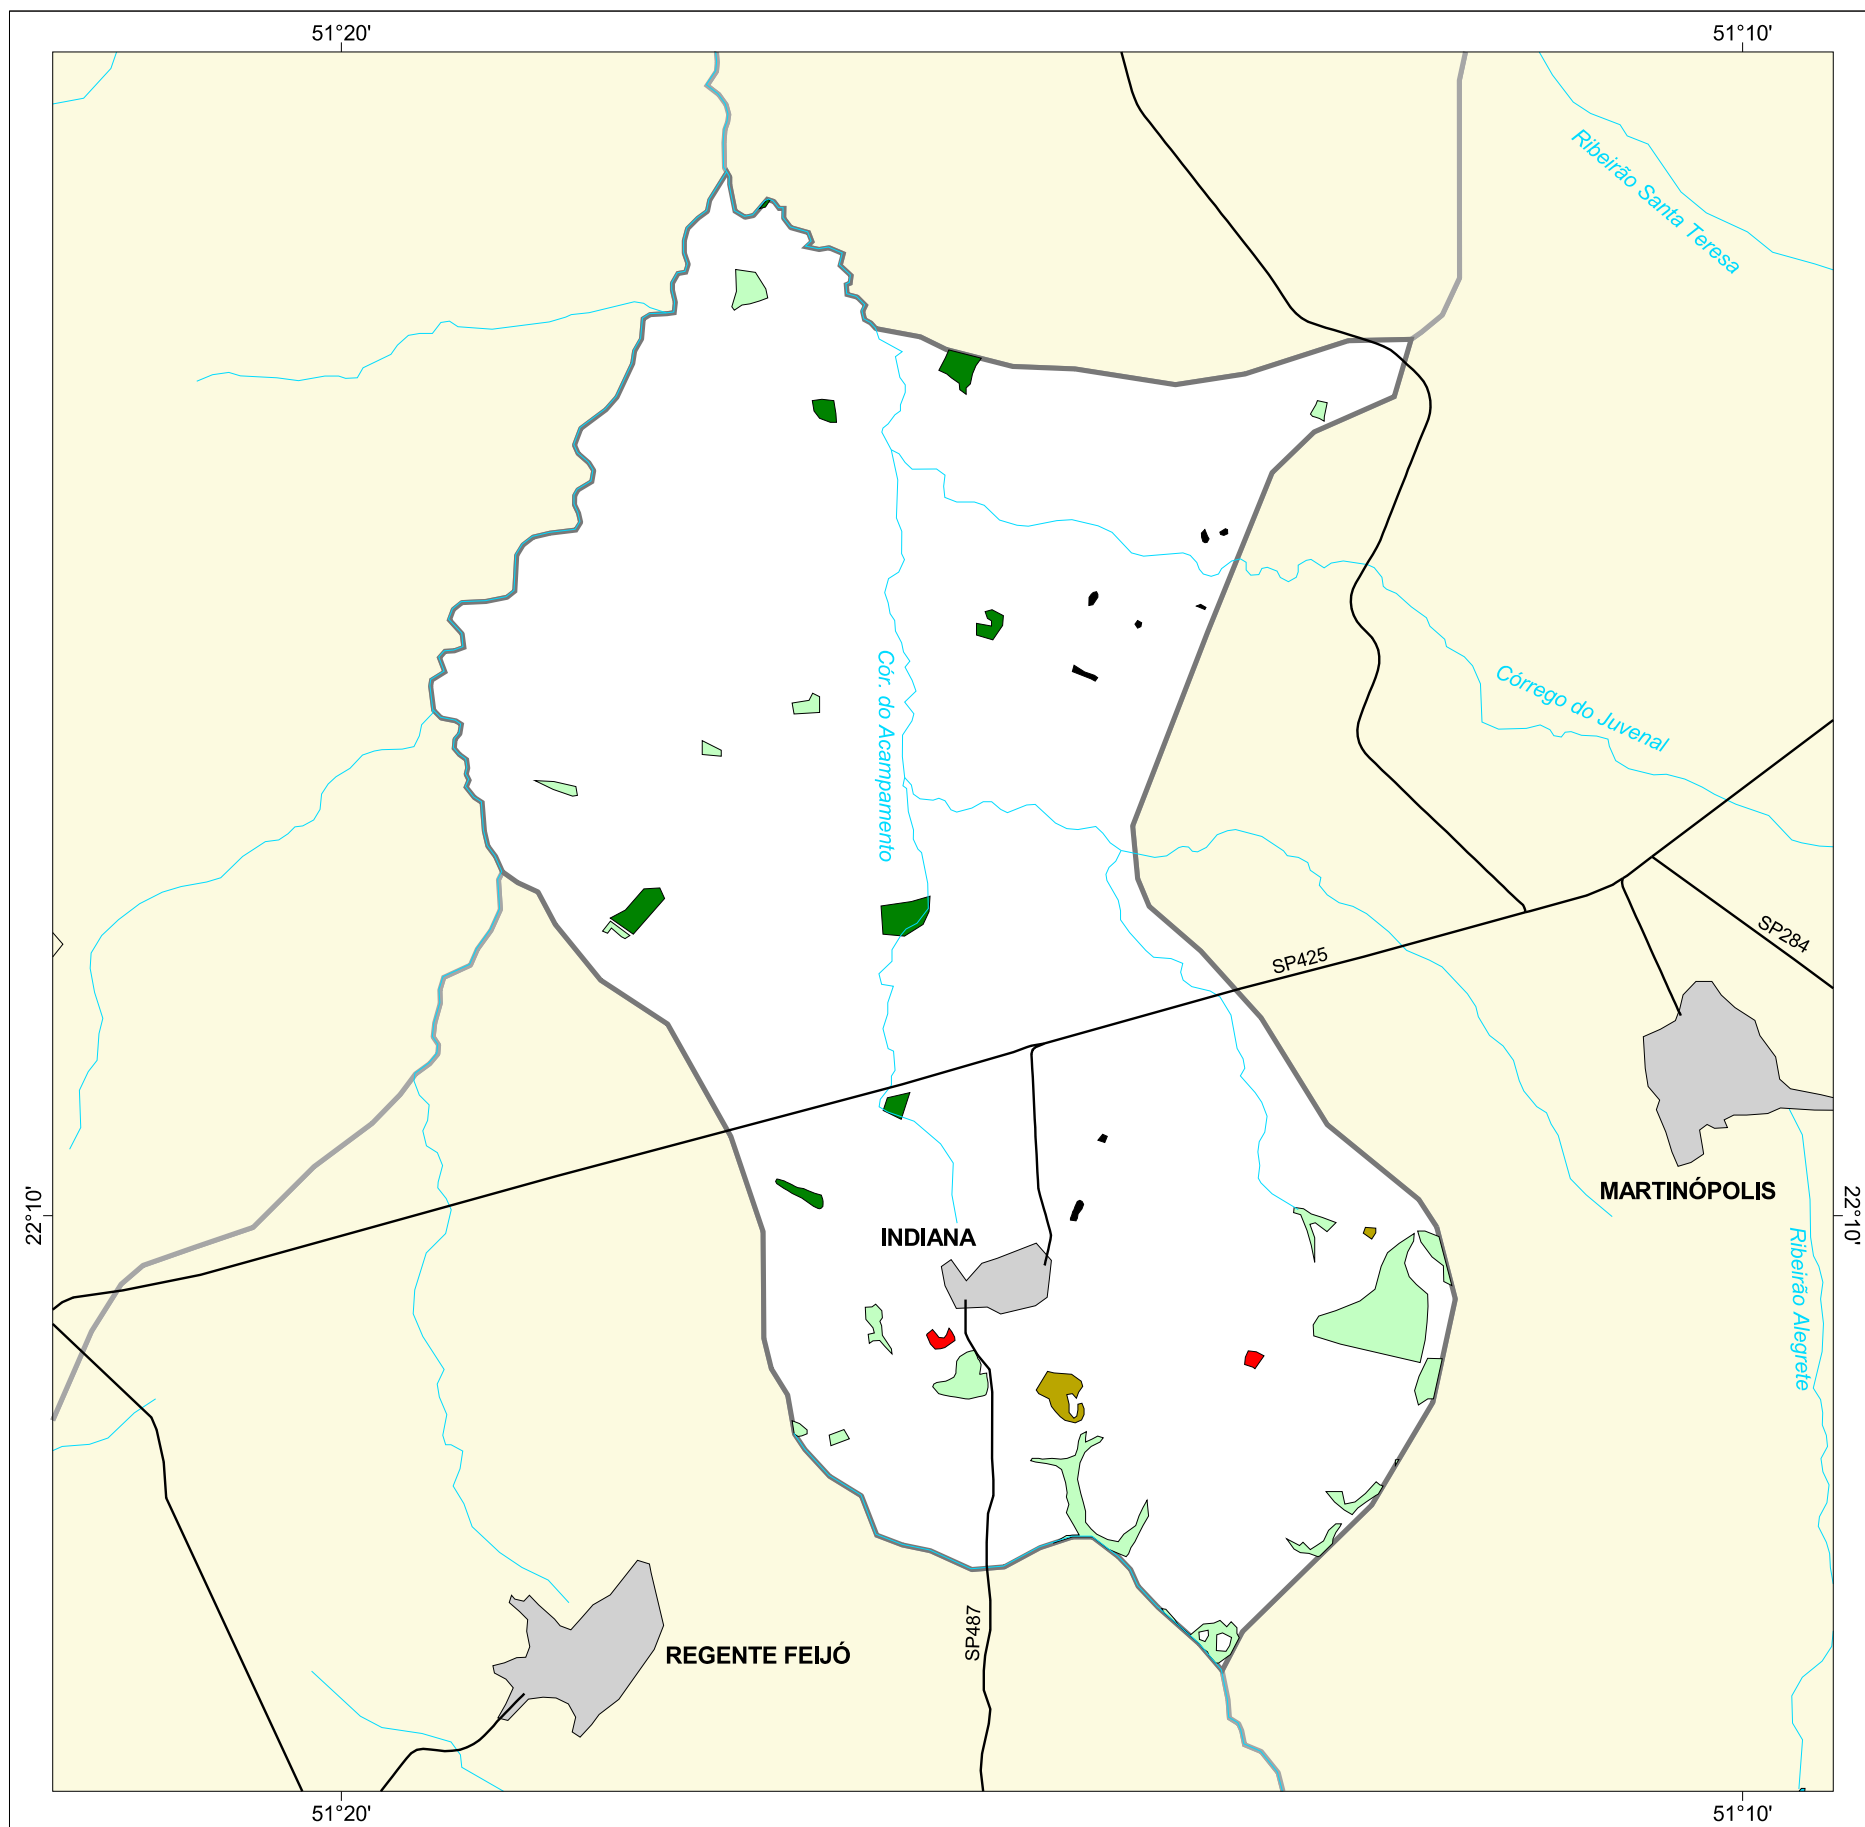 51°20'
51°10'
Ribeirão Santa Teresa
Cór. do Acampamento
Córrego do Juvenal
SP284
SP425
MARTINÓPOLIS
22°10'
22°10'
INDIANA
Ribeirão Alegrete
SP487
REGENTE FEIJÓ
51°20'
51°10'